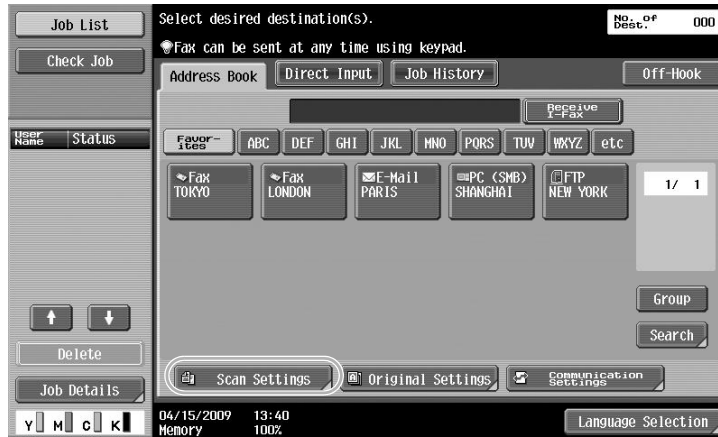 Job List
Check Job
User Name Status
Delete
Job Details
Y M C K
Select desired destination(s).
No. of Dest. 000
Fax can be sent at any time using keypad.
Address Book Direct Input Job History Off-Hook
Receive I-Fax
Favor-ites ABC DEF GHI JKL MNO PQRS TUV WXYZ etc
Fax TOKYO
Fax LONDON
E-Mail PARIS
PC (SMB) SHANGHAI
FTP NEW YORK
1/ 1
Group
Search
Scan Settings Original Settings Communication Settings
04/15/2009 13:40
Memory 100%
Language Selection